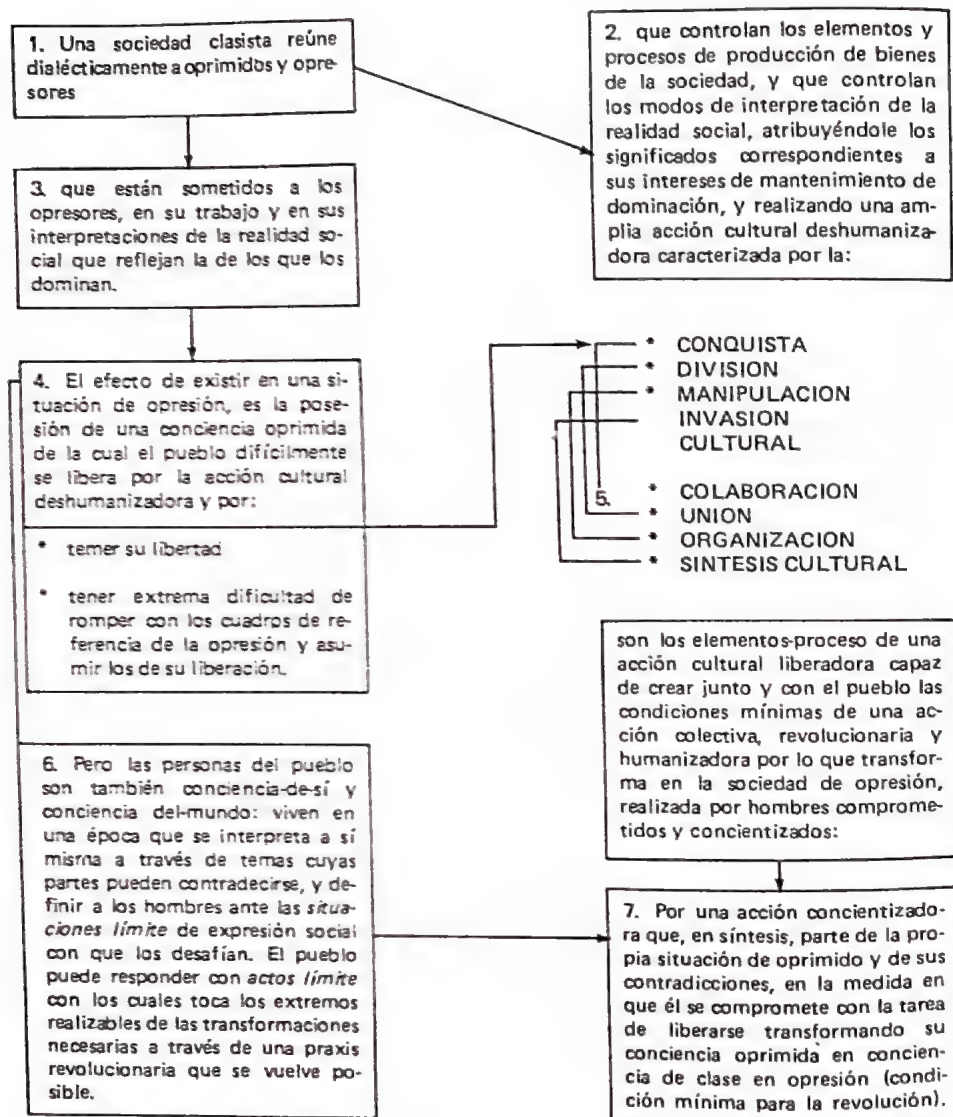 1. Una sociedad clasista reúne
dialécticamente a oprimidos y opre-
sores
2. que controlan los elementos y
procesos de producción de bienes
de la sociedad, y que controlan
los modos de interpretación de la
realidad social, atribuyéndole los
significados correspondientes a
sus intereses de mantenimiento de
dominación, y realizando una am-
plia acción cultural deshumaniza-
dora caracterizada por la:
3. que están sometidos a los
opresores, en su trabajo y en sus
interpretaciones de la realidad so-
cial que reflejan la de los que los
dominan.
4. El efecto de existir en una si-
tuación de opresión, es la pose-
sión de una conciencia oprimida
de la cual el pueblo difícilmente
se libera por la acción cultural
deshumanizadora y por:
* temer su libertad
* tener extrema dificultad de
romper con los cuadros de re-
ferencia de la opresión y asu-
mir los de su liberación.
* CONQUISTA
* DIVISION
* MANIPULACION
INVASION
CULTURAL
5. * COLABORACION
* UNION
* ORGANIZACION
* SINTESIS CULTURAL
son los elementos-proceso de una
acción cultural liberadora capaz
de crear junto y con el pueblo las
condiciones mínimas de una ac-
ción colectiva, revolucionaria y
humanizadora por lo que transfor-
ma en la sociedad de opresión,
realizada por hombres comprome-
tidos y concientizados:
6. Pero las personas del pueblo
son también conciencia-de-sí y
conciencia del-mundo: viven en
una época que se interpreta a sí
misma a través de temas cuyas
partes pueden contradecirse, y de-
finir a los hombres ante las situa-
ciones límite de expresión social
con que los desafían. El pueblo
puede responder con actos límite
con los cuales toca los extremos
realizables de las transformaciones
necesarias a través de una praxis
revolucionaria que se vuelve po-
sible.
7. Por una acción concientizado-
ra que, en síntesis, parte de la pro-
pia situación de oprimido y de sus
contradicciones, en la medida en
que él se compromete con la tarea
de liberarse transformando su
conciencia oprimida en concien-
cia de clase en opresión (condi-
ción mínima para la revolución).